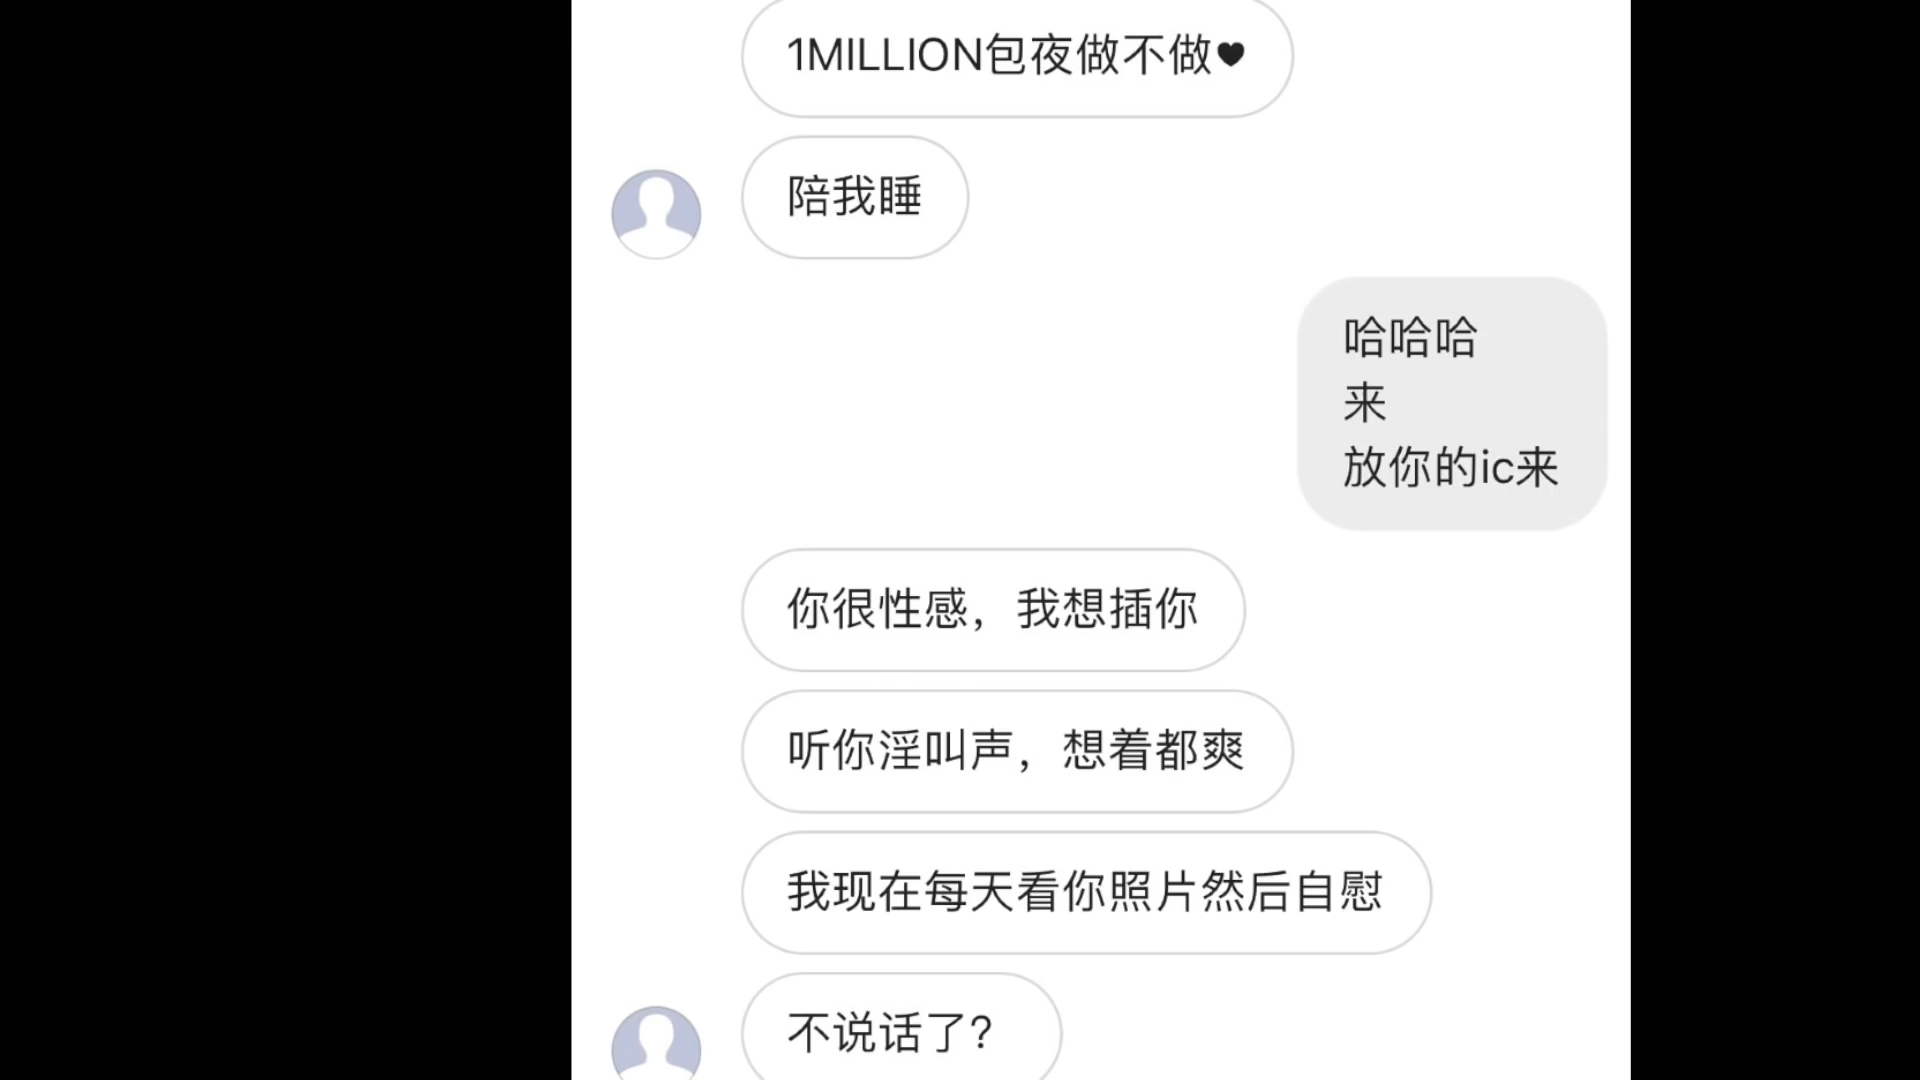 1MILLION包夜做不做♥
陪我睡
哈哈哈
来
放你的ic来
你很性感，我想插你
听你淫叫声，想着都爽
我现在每天看你照片然后自慰
不说话了？